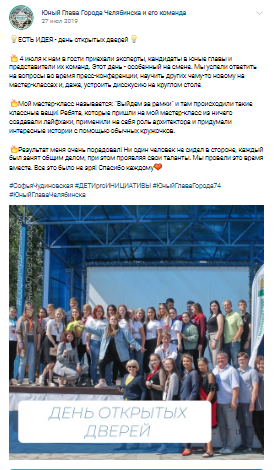 Юный Глава Города Челябинска и его команда
27 июл 2019
ЕСТЬ ИДЕЯ - день открытых дверей
4 июля к нам в гости приехали эксперты, кандидаты в юные главы и
представители их команд. Этот день - особенный на смене. Мы успели ответить
на вопросы во время пресс-конференции, научить других чему-то новому на
мастер-классах и, даже, устроить дискуссию на круглом столе
Мой мастер-класс называется: "Выйдем за рамки" и там происходили такие
классные вещи! Ребята, которые пришли на мой мастер-класс из ничего
создавали лайфхаки, применили на себя роль архитектора и придумали
интересные истории с помощью обычных кружочков.
Результат меня очень порадовал! Ни один человек не сидел в стороне, каждый
был занят общим делом, при этом проявляя свои таланты. Мы провели это время
вместе. Все это было не зря! Спасибо каждому
#СофьяЧудиновская #ДЕТИproИНИЦИАТИВЫ #ЮныйГлаваГорода74
#ЮныйГлаваЧелябинска
ДЕНЬ ОТКРЫТЫХ
ДВЕРЕЙ